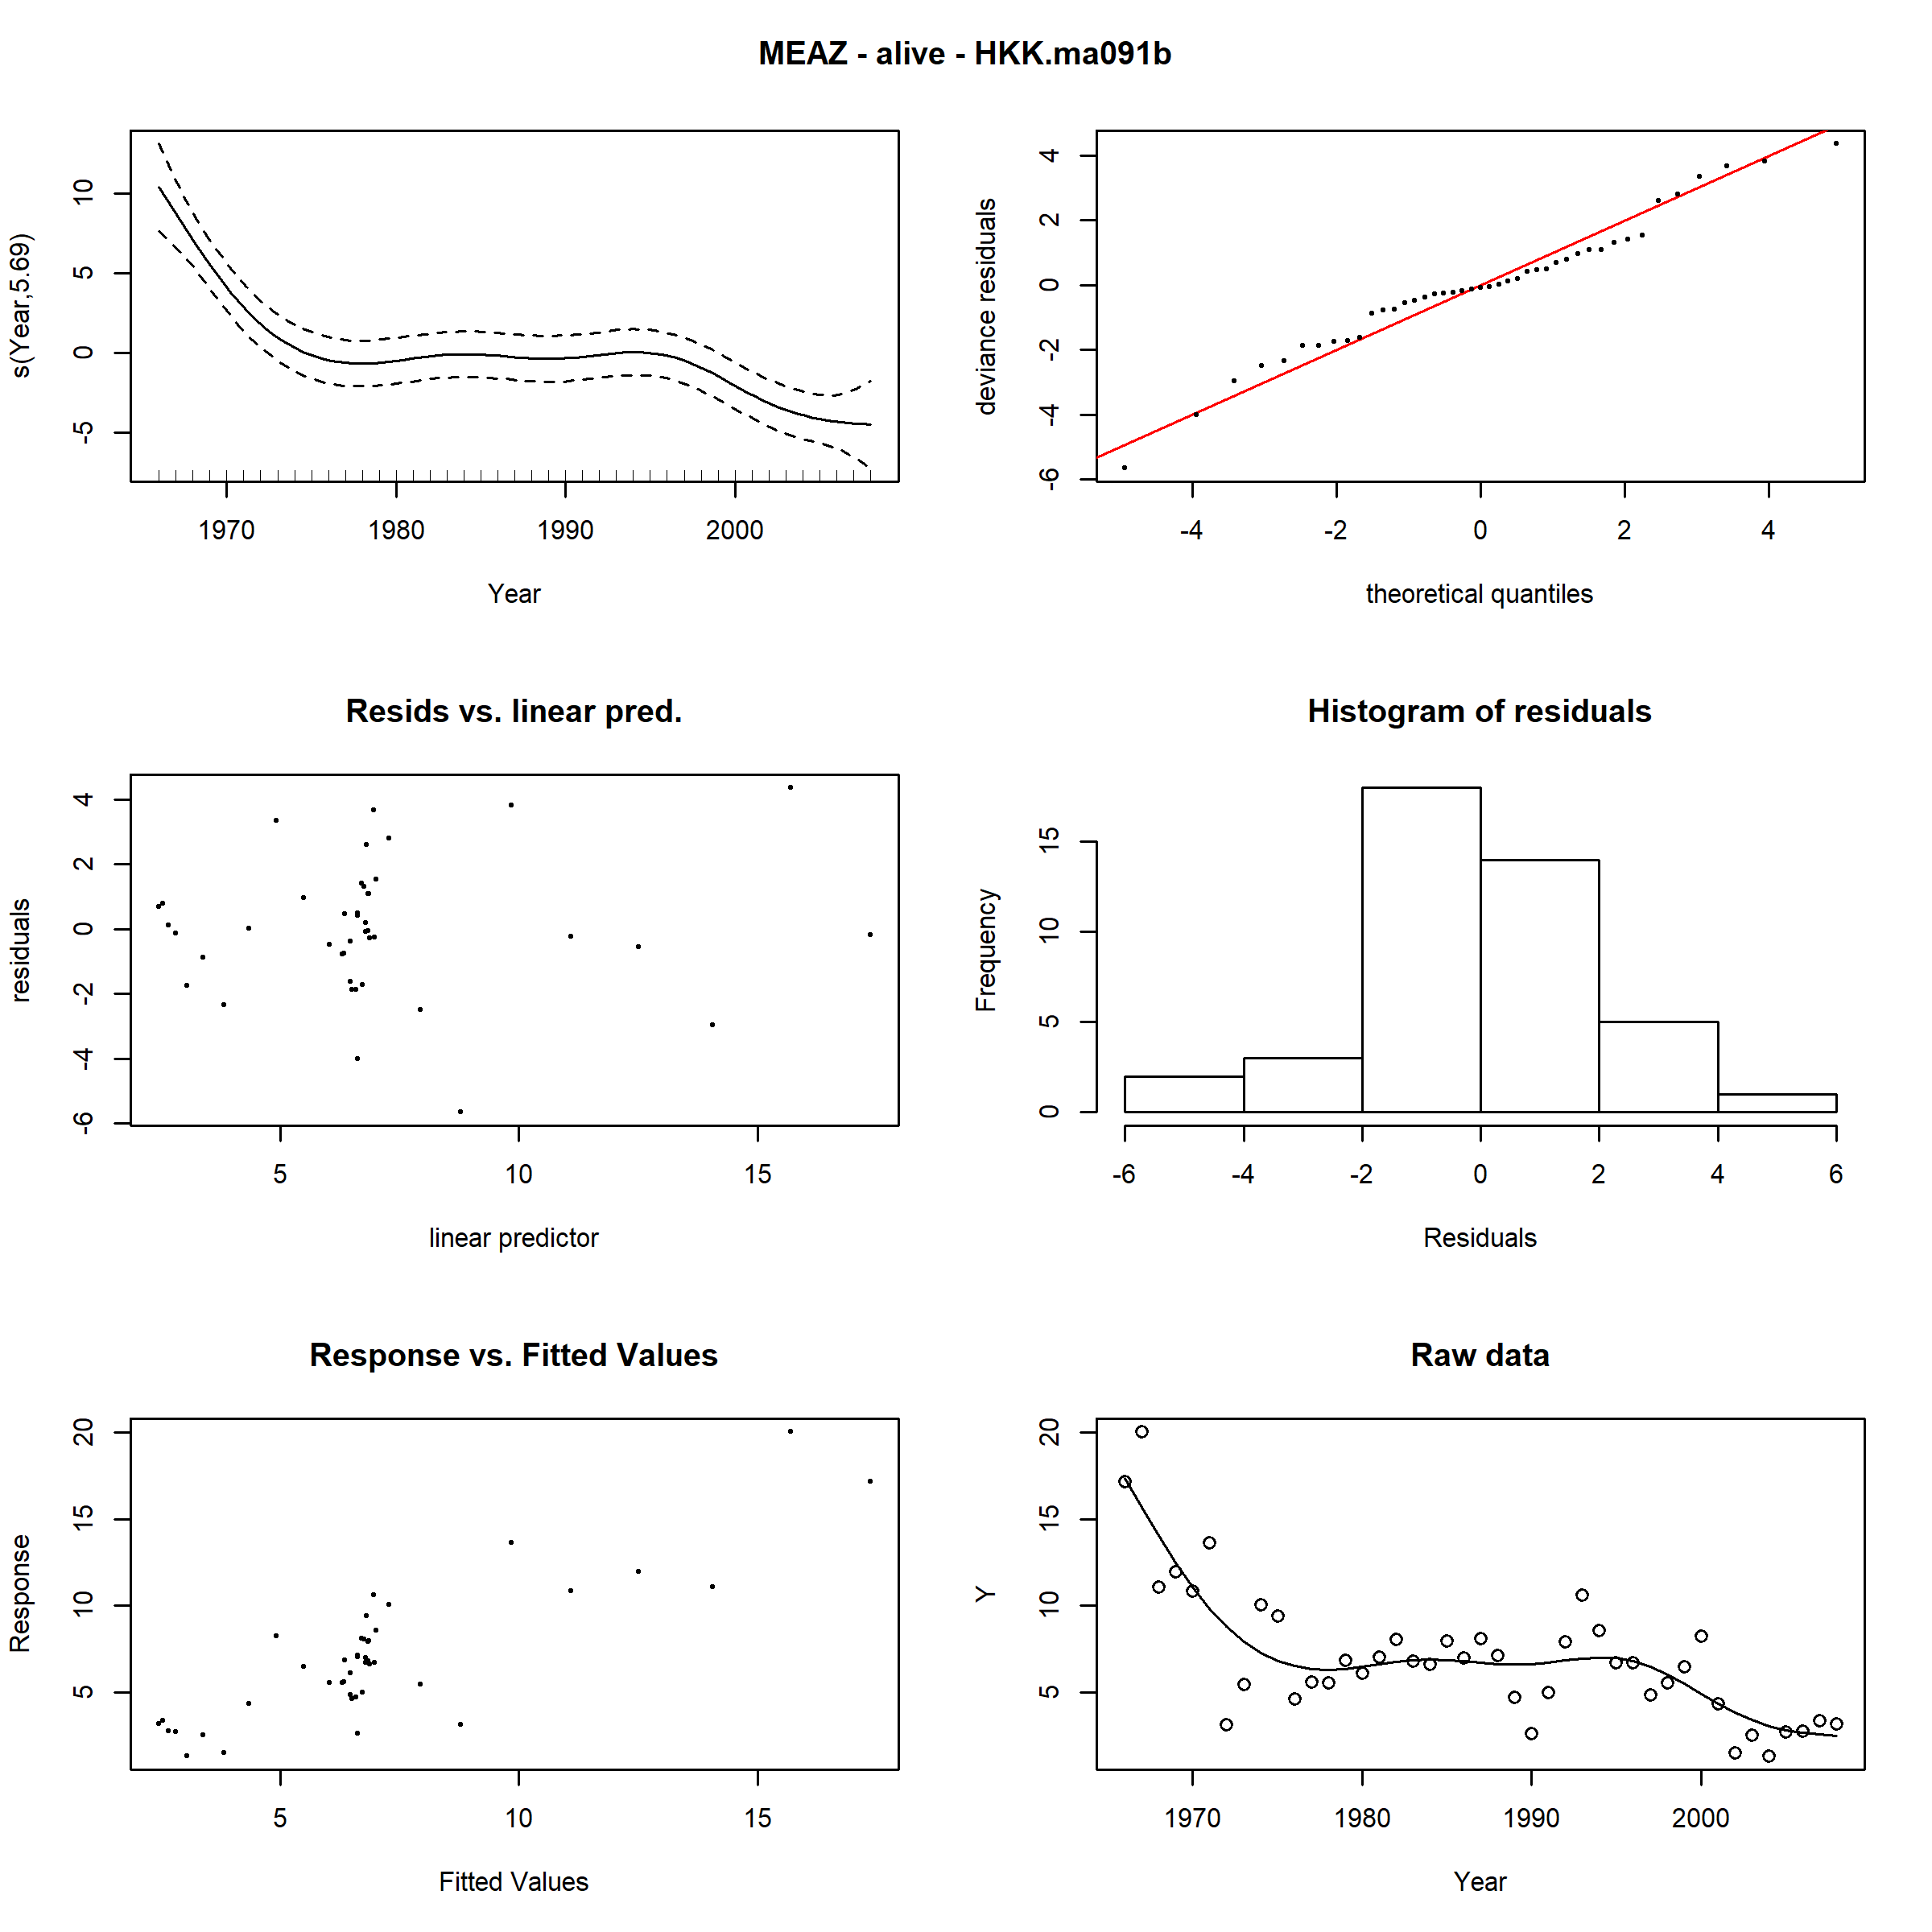 MEAZ - alive - HKK.ma091b
s(Year,5.69)
10
5
0
-5
1970 1980 1990 2000
Year
deviance residuals
4
2
0
-2
-4
-6
-4 -2 0 2 4
theoretical quantiles
Resids vs. linear pred.
residuals
4
2
0
-2
-4
-6
5 10 15
linear predictor
Histogram of residuals
Frequency
15
10
5
0
-6 -4 -2 0 2 4 6
Residuals
Response vs. Fitted Values
Response
20
15
10
5
5 10 15
Fitted Values
Raw data
Y
20
15
10
5
1970 1980 1990 2000
Year